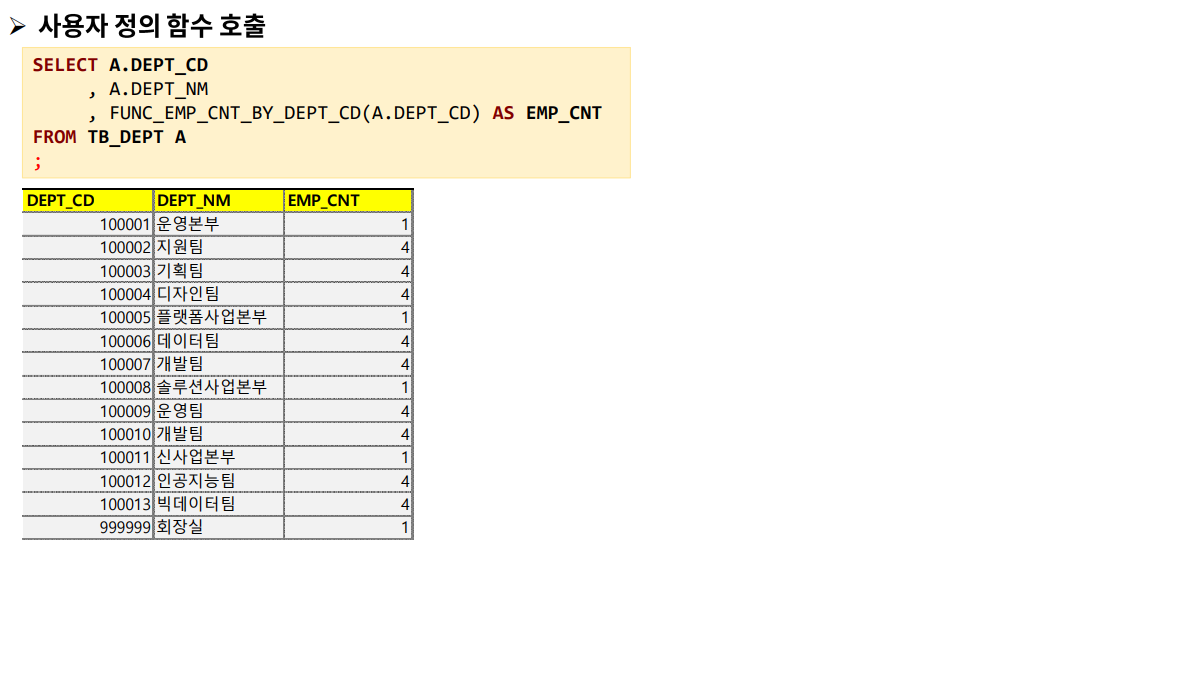 ➢ 사용자 정의 함수 호출
SELECT A.DEPT_CD
, A.DEPT_NM
, FUNC_EMP_CNT_BY_DEPT_CD(A.DEPT_CD) AS EMP_CNT
FROM TB_DEPT A
;
DEPT_CD DEPT_NM EMP_CNT
100001 운영본부 1
100002 지원팀 4
100003 기획팀 4
100004 디자인팀 4
100005 플랫폼사업본부 1
100006 데이터팀 4
100007 개발팀 4
100008 솔루션사업본부 1
100009 운영팀 4
100010 개발팀 4
100011 신사업본부 1
100012 인공지능팀 4
100013 빅데이터팀 4
999999 회장실 1